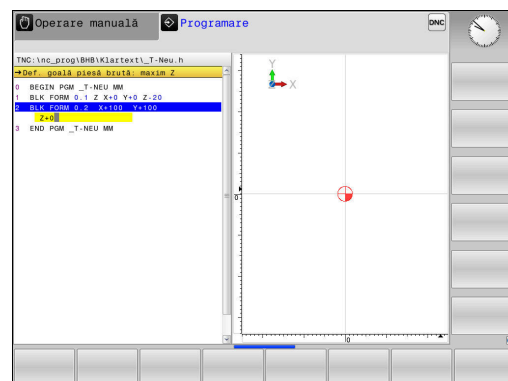 Operare manuală
Programare
DNC
TNC:\nc_prog\BHB\Klartext\_T-Neu.h
→Def. goală piesă brută: maxim Z
0 BEGIN PGM _T-NEU MM
1 BLK FORM 0.1 Z X+0 Y+0 Z-20
2 BLK FORM 0.2 X+100 Y+100
Z+0
3 END PGM _T-NEU MM
Y
X
0
0